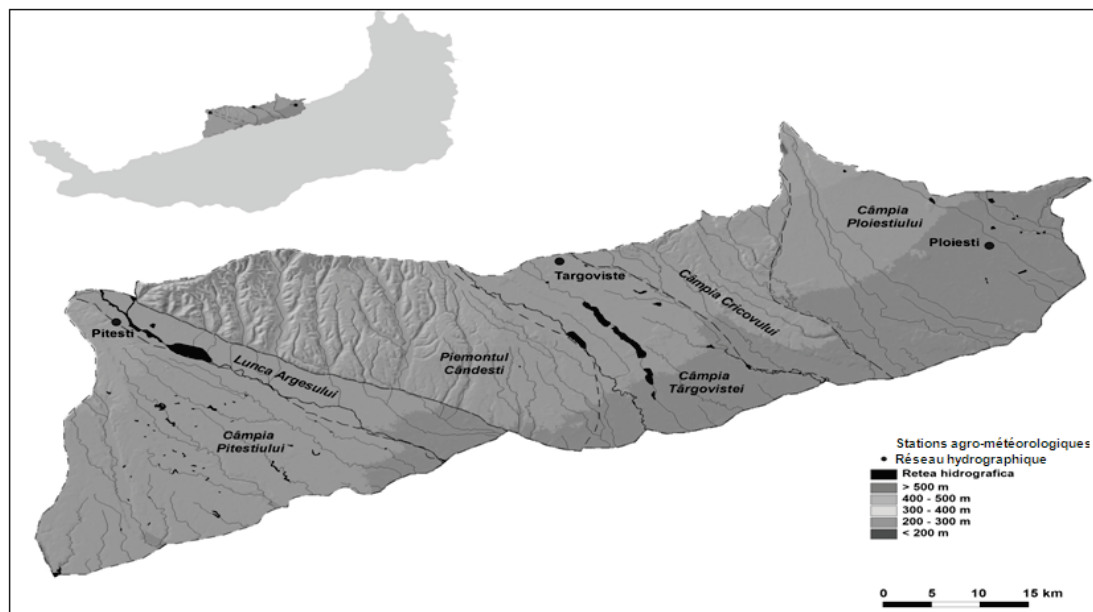 Câmpia
Ploiestiului
Ploiesti
Targoviste
Câmpia Cricovului
Pitesti
Lunca Argesului
Piemontul
Cândesti
Câmpia
Târgovistei
Câmpia
Pitestiului
Stations agro-météorologiques
Réseau hydrographique
Retea hidrografica
> 500 m
400 - 500 m
300 - 400 m
200 - 300 m
< 200 m
0 5 10 15 km